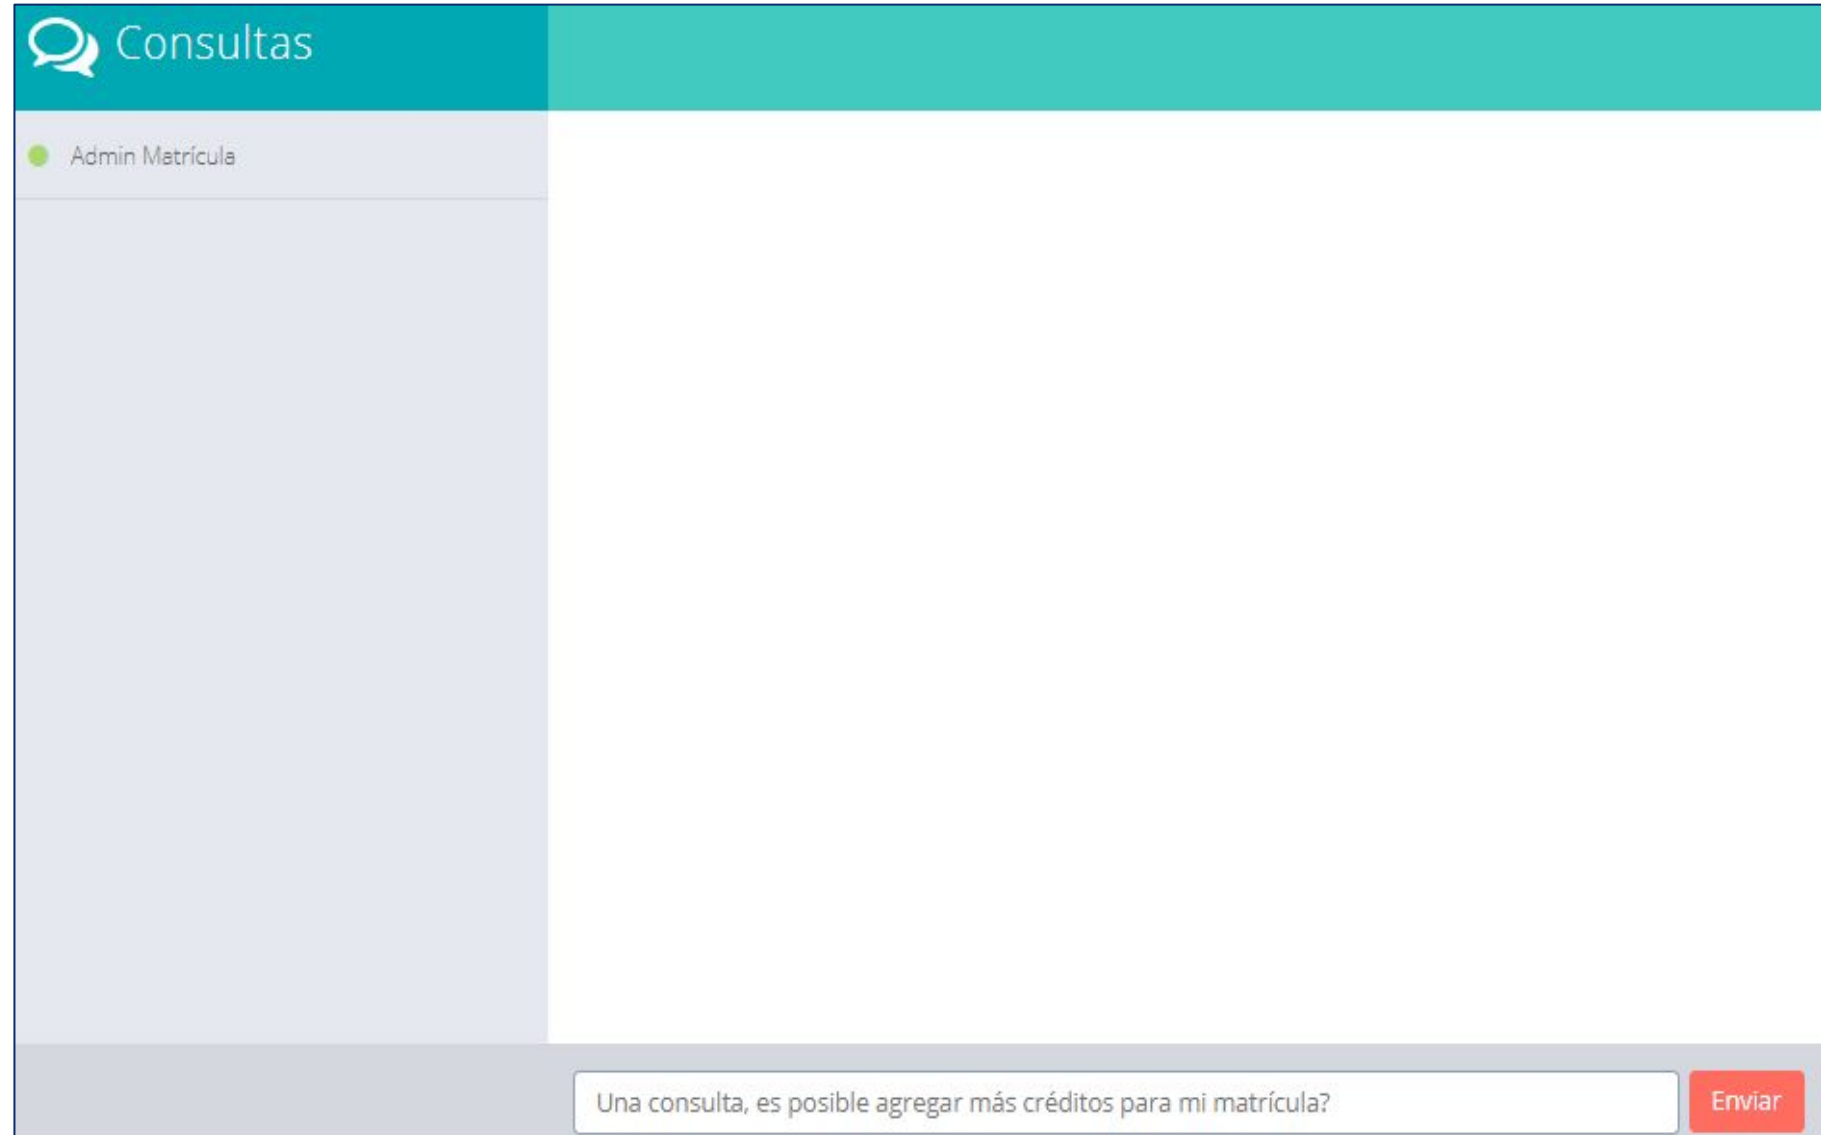 Consultas
Admin Matrícula
Una consulta, es posible agregar más créditos para mi matrícula?
Enviar